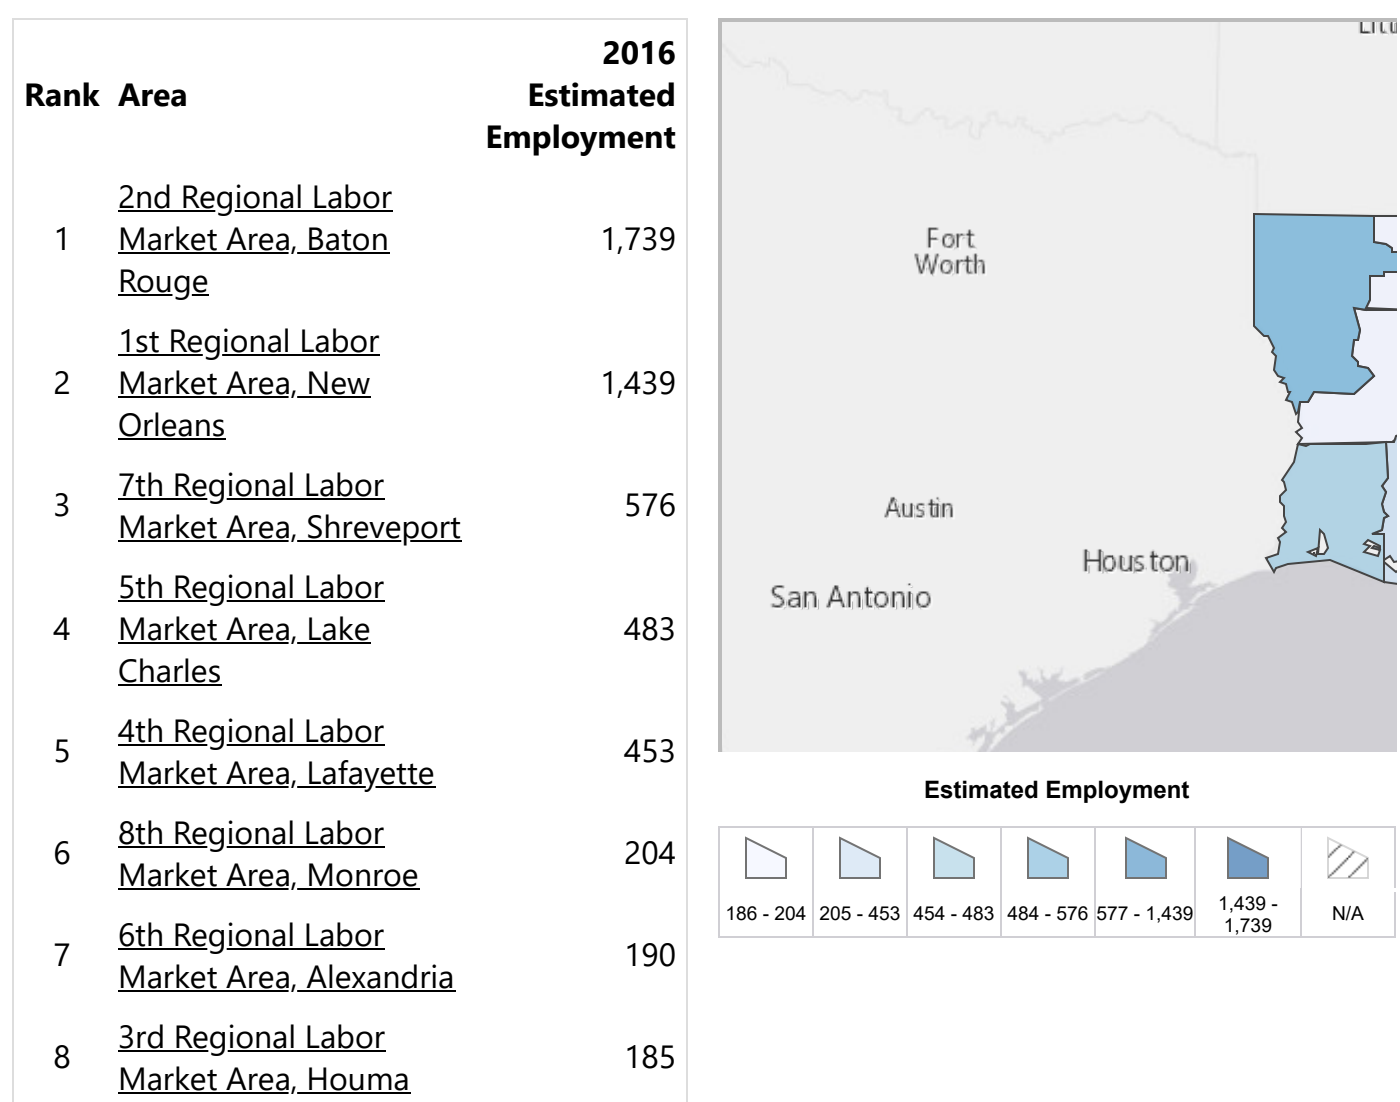 2016
Rank Area Estimated
Employment
1 2nd Regional Labor
Market Area, Baton
Rouge 1,739
2 1st Regional Labor
Market Area, New
Orleans 1,439
3 7th Regional Labor
Market Area, Shreveport 576
4 5th Regional Labor
Market Area, Lake
Charles 483
5 4th Regional Labor
Market Area, Lafayette 453
6 8th Regional Labor
Market Area, Monroe 204
7 6th Regional Labor
Market Area, Alexandria 190
8 3rd Regional Labor
Market Area, Houma 185
Fort
Worth
Austin
Houston
San Antonio
Estimated Employment
186 - 204
205 - 453
454 - 483
484 - 576
577 - 1,439
1,439 -
1,739
N/A